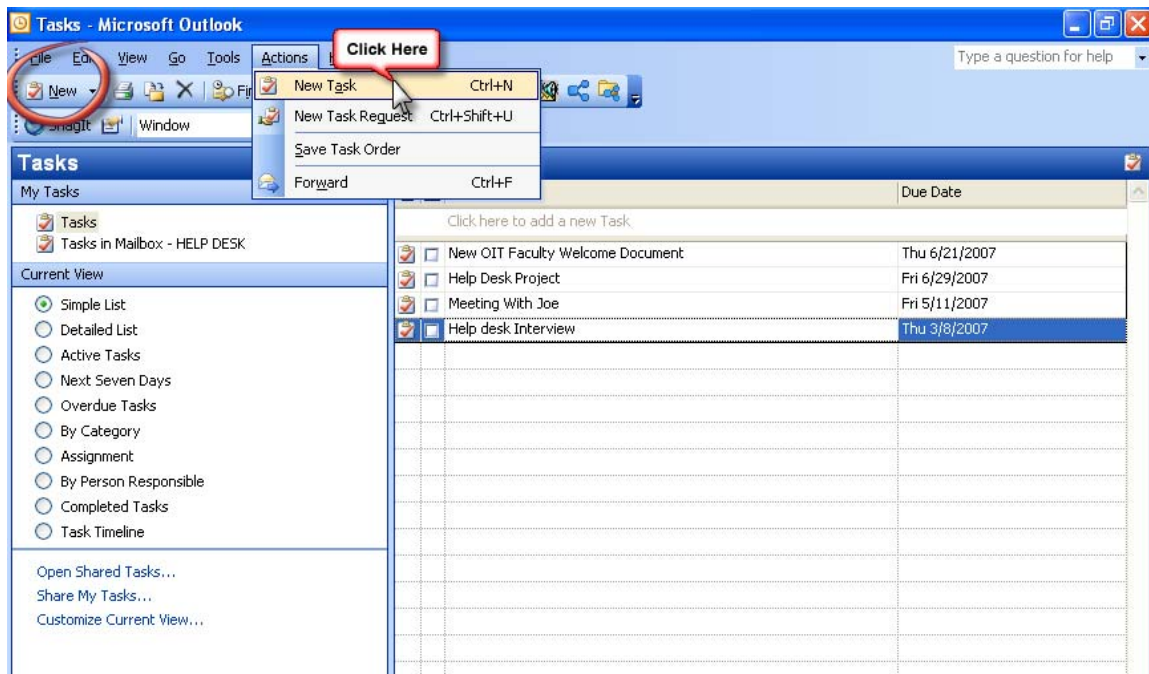 Tasks - Microsoft Outlook
File Edit View Go Tools Actions
Click Here
Type a question for help
New
New Task Ctrl+N
New Task Request Ctrl+Shift+U
SnagIt Window
Save Task Order
Forward Ctrl+F
Tasks
My Tasks
Due Date
Tasks
Tasks in Mailbox - HELP DESK
Click here to add a new Task
New OIT Faculty Welcome Document Thu 6/21/2007
Help Desk Project Fri 6/29/2007
Meeting With Joe Fri 5/11/2007
Help desk Interview Thu 3/8/2007
Current View
Simple List
Detailed List
Active Tasks
Next Seven Days
Overdue Tasks
By Category
Assignment
By Person Responsible
Completed Tasks
Task Timeline
Open Shared Tasks...
Share My Tasks...
Customize Current View...